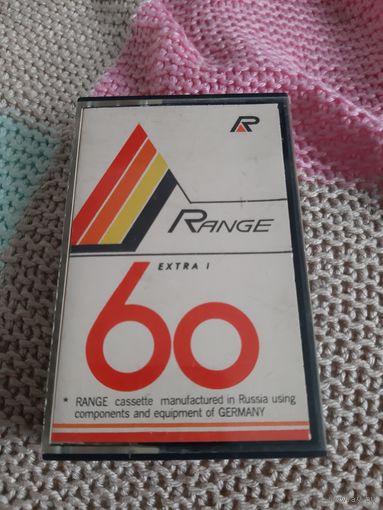 R
RANGE
EXTRA I
60
* RANGE cassette manufactured in Russia using
components and equipment of GERMANY